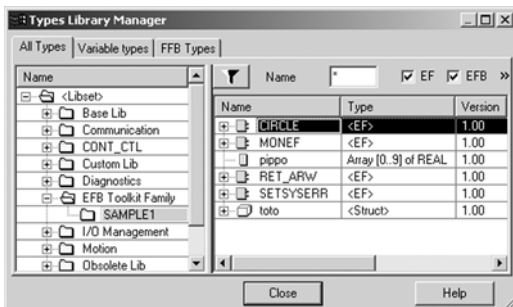 Types Library Manager
All Types Variable types FFB Types
Name
<Libset>
Base Lib
Communication
CONT_CTL
Custom Lib
Diagnostics
EFB Toolkit Family
SAMPLE1
I/O Management
Motion
Obsolete Lib
Name * EF EFB »
Name Type Version
CIRCLE <EF> 1.00
MONEF <EF> 1.00
pippo Array [0..9] of REAL 1.00
RET_ARW <EF> 1.00
SETSYSERR <EF> 1.00
toto <Struct> 1.00
Close Help